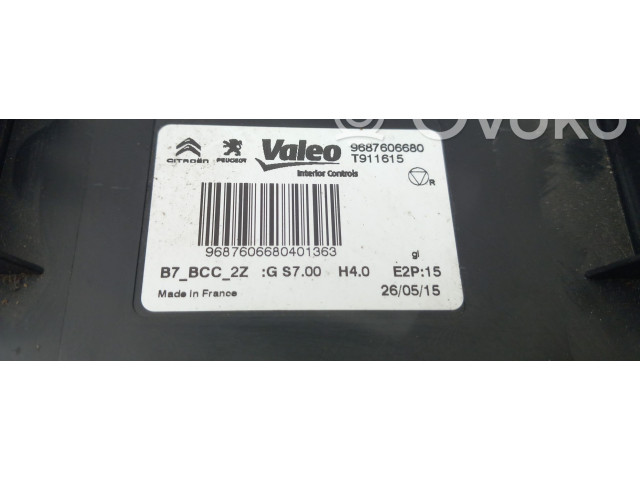 Ovoko
CITROËN PEUGEOT Valeo 9687606680
T911615
Interior Controls
R
9687606680401363
gl
B7_BCC_2Z :G S7.00 H4.0 E2P:15
Made in France 26/05/15